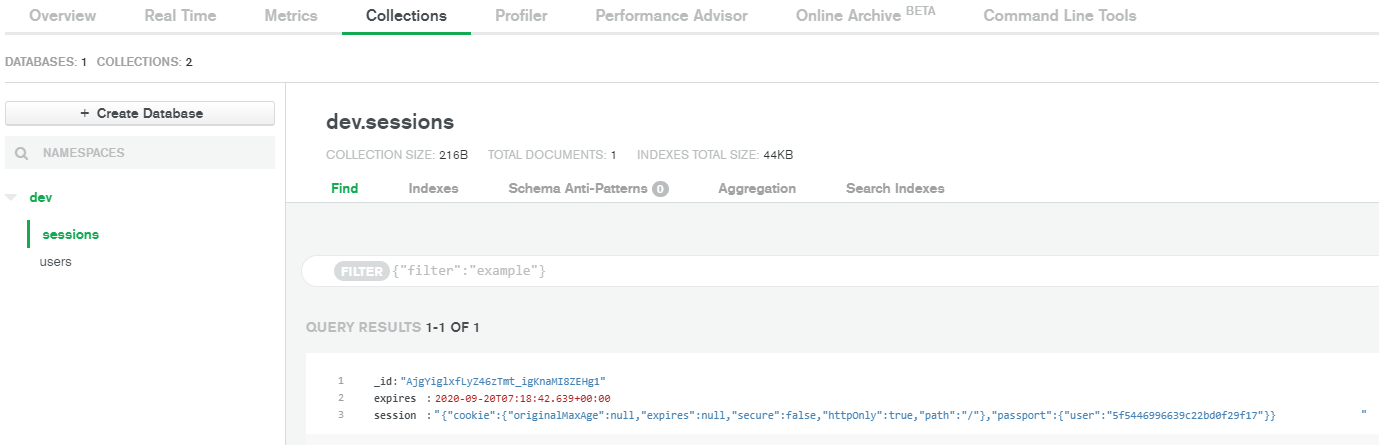 Overview Real Time Metrics Collections Profiler Performance Advisor Online Archive BETA Command Line Tools
DATABASES: 1 COLLECTIONS: 2
+ Create Database
NAMESPACES
dev
sessions
users
dev.sessions
COLLECTION SIZE: 216B TOTAL DOCUMENTS: 1 INDEXES TOTAL SIZE: 44KB
Find Indexes Schema Anti-Patterns 0 Aggregation Search Indexes
FILTER {"filter":"example"}
QUERY RESULTS 1-1 OF 1
1 _id:"AjgYiglxfLyZ46zTmt_igKnaMI8ZEHg1"
2 expires :2020-09-20T07:18:42.639+00:00
3 session :"{"cookie":{"originalMaxAge":null,"expires":null,"secure":false,"httpOnly":true,"path":"/"},"passport":{"user":"5f5446996639c22bd0f29f17"}} "